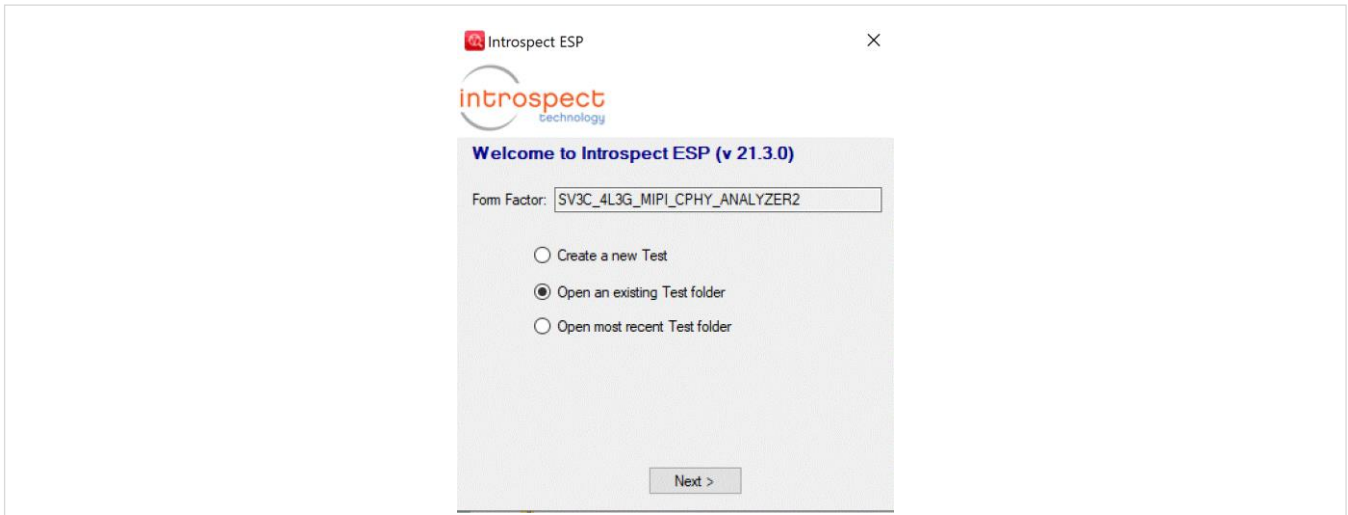 Introspect ESP
introspect
technology
Welcome to Introspect ESP (v 21.3.0)
Form Factor: SV3C_4L3G_MIPI_CPHY_ANALYZER2
Create a new Test
Open an existing Test folder
Open most recent Test folder
Next >